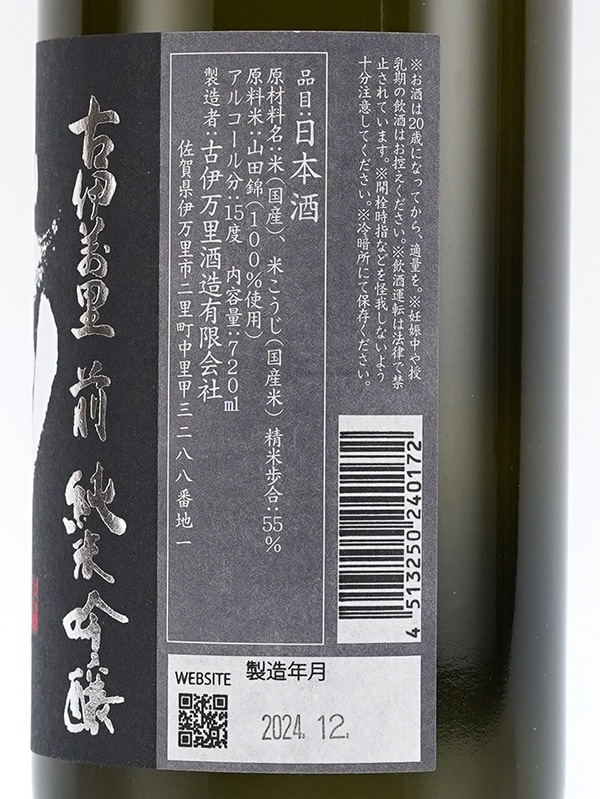 ※お酒は20歳になってから、適量を。※妊娠中や授
乳期の飲酒はお控えください。※飲酒運転は法律で禁
止されています。※開栓時指などを怪我しないよう
十分注意してください。※冷暗所にて保存ください。
品目:日本酒
原材料名:米(国産)、米こうじ(国産米) 精米歩合:55%
原料米:山田錦(100%使用)
アルコール分:15度 内容量:720ml
製造者:古伊万里酒造有限会社
佐賀県伊万里市二里町中里甲三二八八番地一
古伊萬里 前 純米吟醸
4 513250 240172
WEBSITE
製造年月
2024. 12.